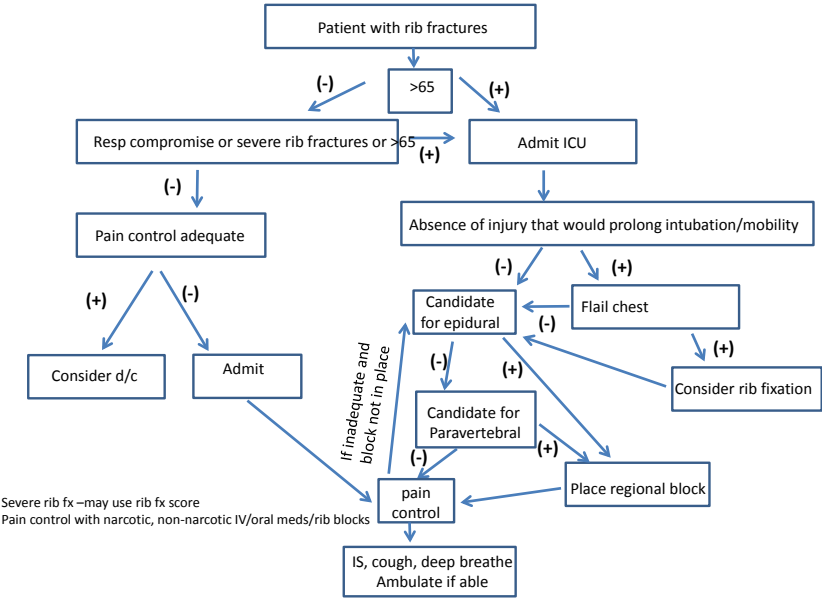 Patient with rib fractures
(-)
>65
(+)
Resp compromise or severe rib fractures or >65
(+)
Admit ICU
(-)
Absence of injury that would prolong intubation/mobility
Pain control adequate
(-)
(+)
(+)
(-)
Candidate
for epidural
(-)
Flail chest
(+)
Consider d/c
Admit
If inadequate and
block not in place
(-)
(+)
Consider rib fixation
Candidate for
Paravertebral
(-)
(+)
pain
control
Place regional block
Severe rib fx –may use rib fx score
Pain control with narcotic, non-narcotic IV/oral meds/rib blocks
IS, cough, deep breathe
Ambulate if able